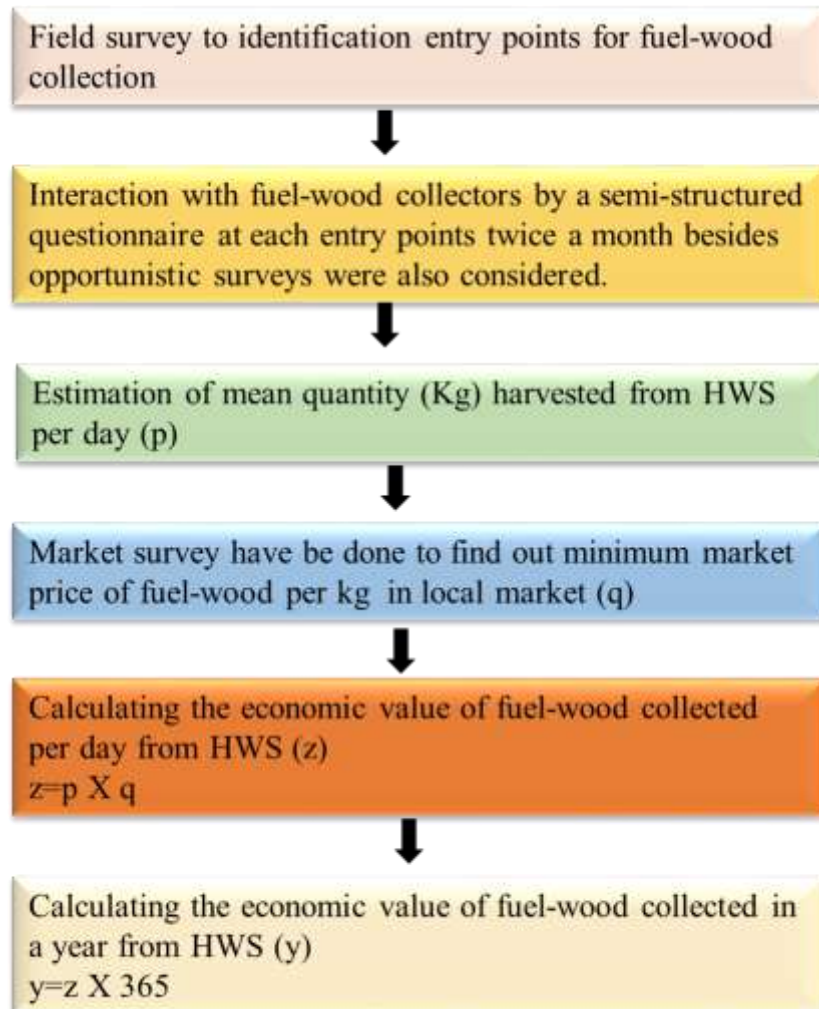 Field survey to identification entry points for fuel-wood
collection
Interaction with fuel-wood collectors by a semi-structured
questionnaire at each entry points twice a month besides
opportunistic surveys were also considered.
Estimation of mean quantity (Kg) harvested from HWS
per day (p)
Market survey have be done to find out minimum market
price of fuel-wood per kg in local market (q)
Calculating the economic value of fuel-wood collected
per day from HWS (z)
z=p X q
Calculating the economic value of fuel-wood collected in
a year from HWS (y)
y=z X 365